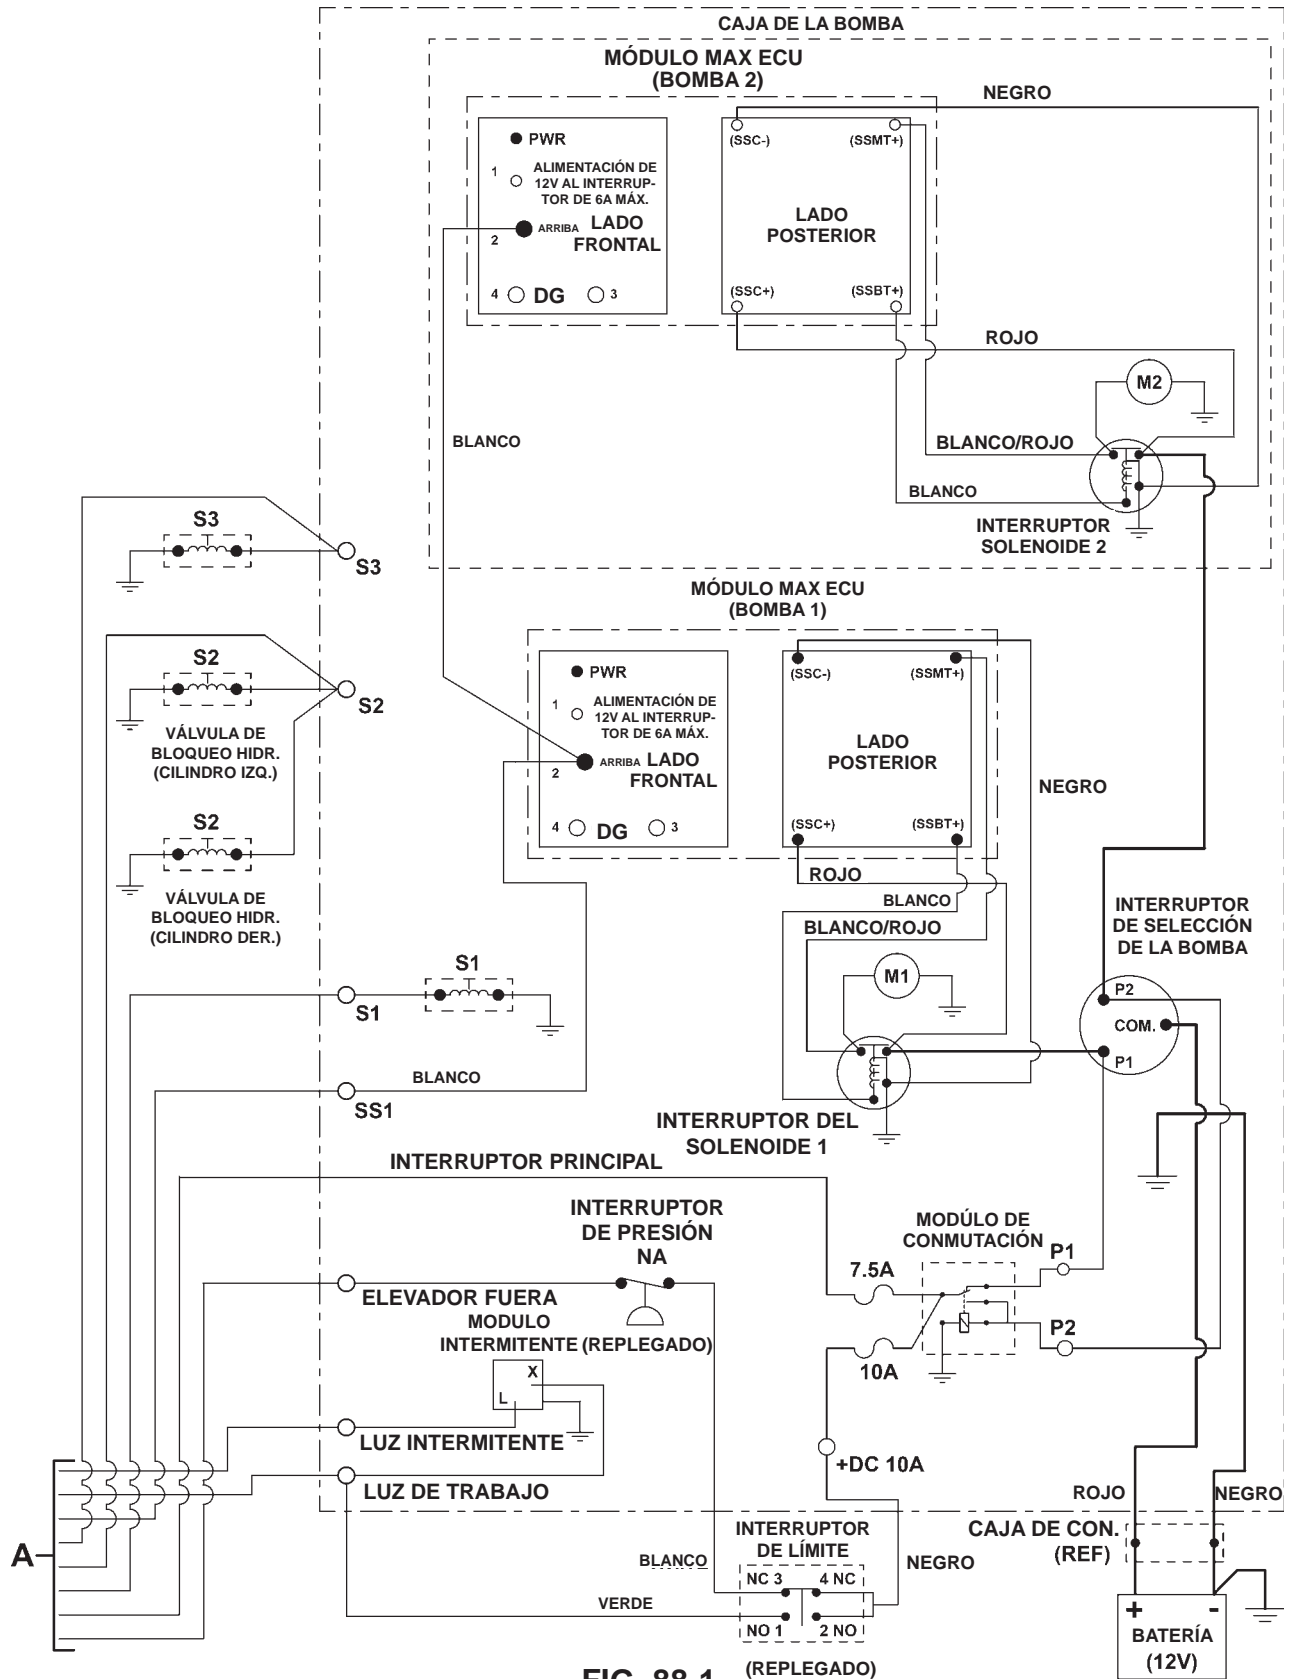 CAJA DE LA BOMBA
MÓDULO MAX ECU
(BOMBA 2)
NEGRO
PWR
1
ALIMENTACIÓN DE
12V AL INTERRUP-
TOR DE 6A MÁX.
ARRIBA
LADO
FRONTAL
2
4
DG
3
(SSC-)
(SSMT+)
LADO
POSTERIOR
(SSC+)
(SSBT+)
ROJO
M2
BLANCO
BLANCO/ROJO
BLANCO
INTERRUPTOR
SOLENOIDE 2
S3
S3
MÓDULO MAX ECU
(BOMBA 1)
PWR
1
ALIMENTACIÓN DE
12V AL INTERRUP-
TOR DE 6A MÁX.
ARRIBA
LADO
FRONTAL
2
4
DG
3
(SSC-)
(SSMT+)
LADO
POSTERIOR
(SSC+)
(SSBT+)
NEGRO
S2
S2
VÁLVULA DE
BLOQUEO HIDR.
(CILINDRO IZQ.)
S2
VÁLVULA DE
BLOQUEO HIDR.
(CILINDRO DER.)
ROJO
BLANCO
BLANCO/ROJO
M1
INTERRUPTOR
DE SELECCIÓN
DE LA BOMBA
P2
COM.
P1
S1
S1
BLANCO
SS1
INTERRUPTOR DEL
SOLENOIDE 1
INTERRUPTOR PRINCIPAL
INTERRUPTOR
DE PRESIÓN
NA
MODÚLO DE
CONMUTACIÓN
P1
7.5A
ELEVADOR FUERA
MODULO
INTERMITENTE (REPLEGADO)
P2
10A
X
L
LUZ INTERMITENTE
+DC 10A
LUZ DE TRABAJO
ROJO
NEGRO
A
INTERRUPTOR
DE LÍMITE
CAJA DE CON.
(REF)
BLANCO
NEGRO
NC 3
4 NC
VERDE
NO 1
2 NO
+
-
BATERÍA
(12V)
(REPLEGADO)
FIG. 88-1